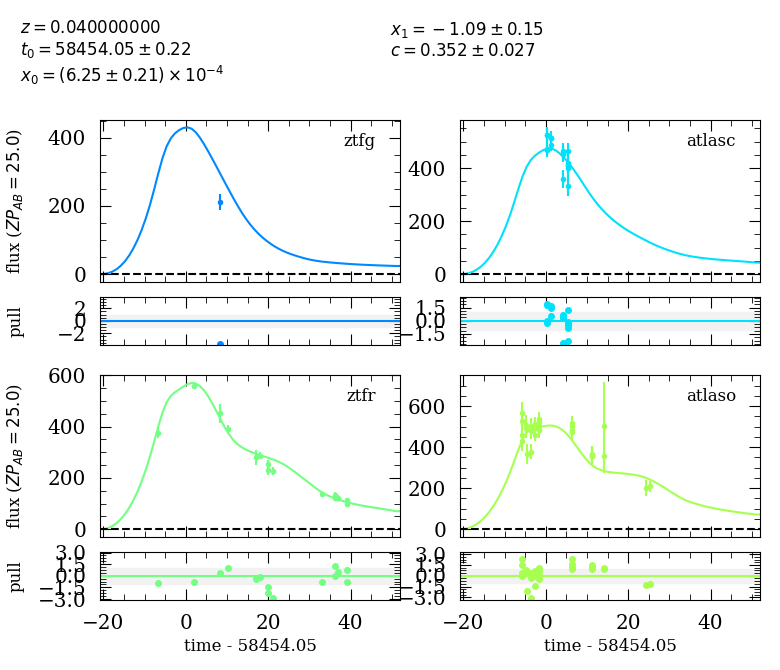 z = 0.040000000
t₀ = 58454.05 ± 0.22
x₀ = (6.25 ± 0.21) × 10⁻⁴
x₁ = −1.09 ± 0.15
c = 0.352 ± 0.027
flux (ZP_AB = 25.0)
400
200
0
ztfg
400
200
0
atlasc
pull
2
0
−2
1.5
0.0
−1.5
flux (ZP_AB = 25.0)
600
400
200
0
ztfr
600
400
200
0
atlaso
pull
3.0
1.5
0.0
−1.5
−3.0
3.0
1.5
0.0
−1.5
−3.0
−20 0 20 40
−20 0 20 40
time - 58454.05
time - 58454.05